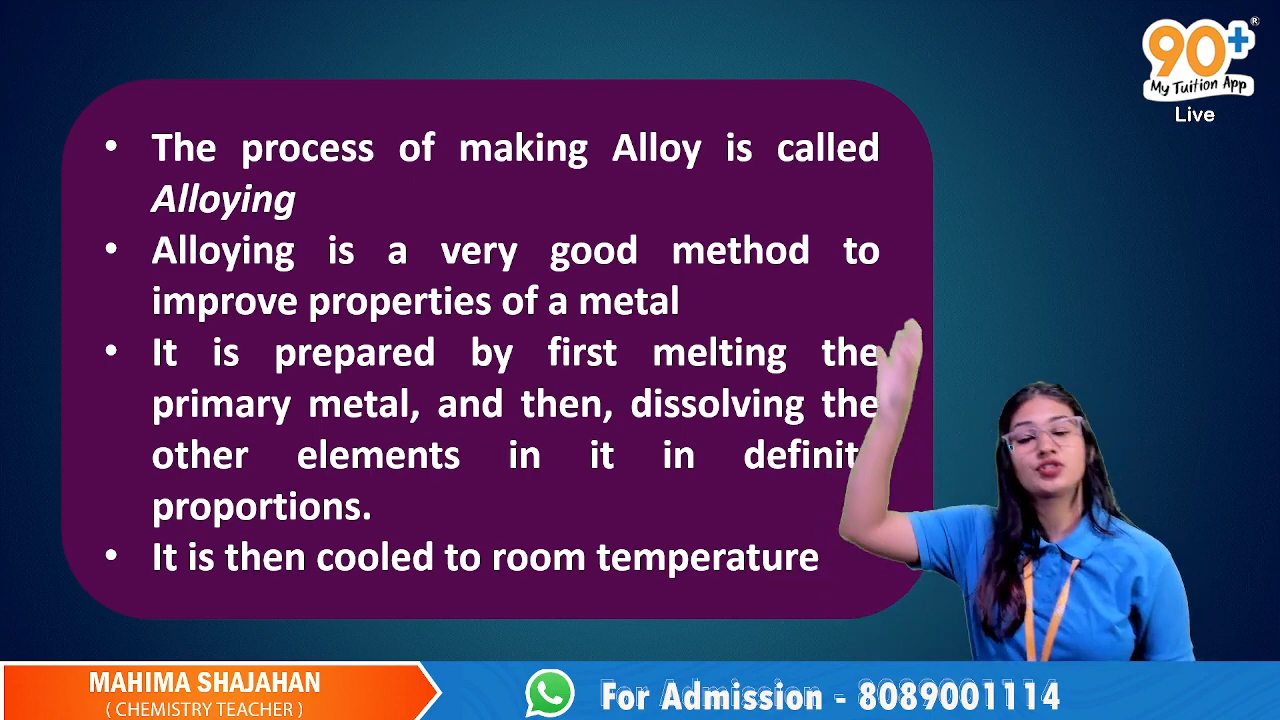 90+
®
My Tuition App
Live
• The process of making Alloy is called
Alloying
• Alloying is a very good method to
improve properties of a metal
• It is prepared by first melting the
primary metal, and then, dissolving the
other elements in it in definit
proportions.
• It is then cooled to room temperature
MAHIMA SHAJAHAN
( CHEMISTRY TEACHER )
For Admission - 8089001114